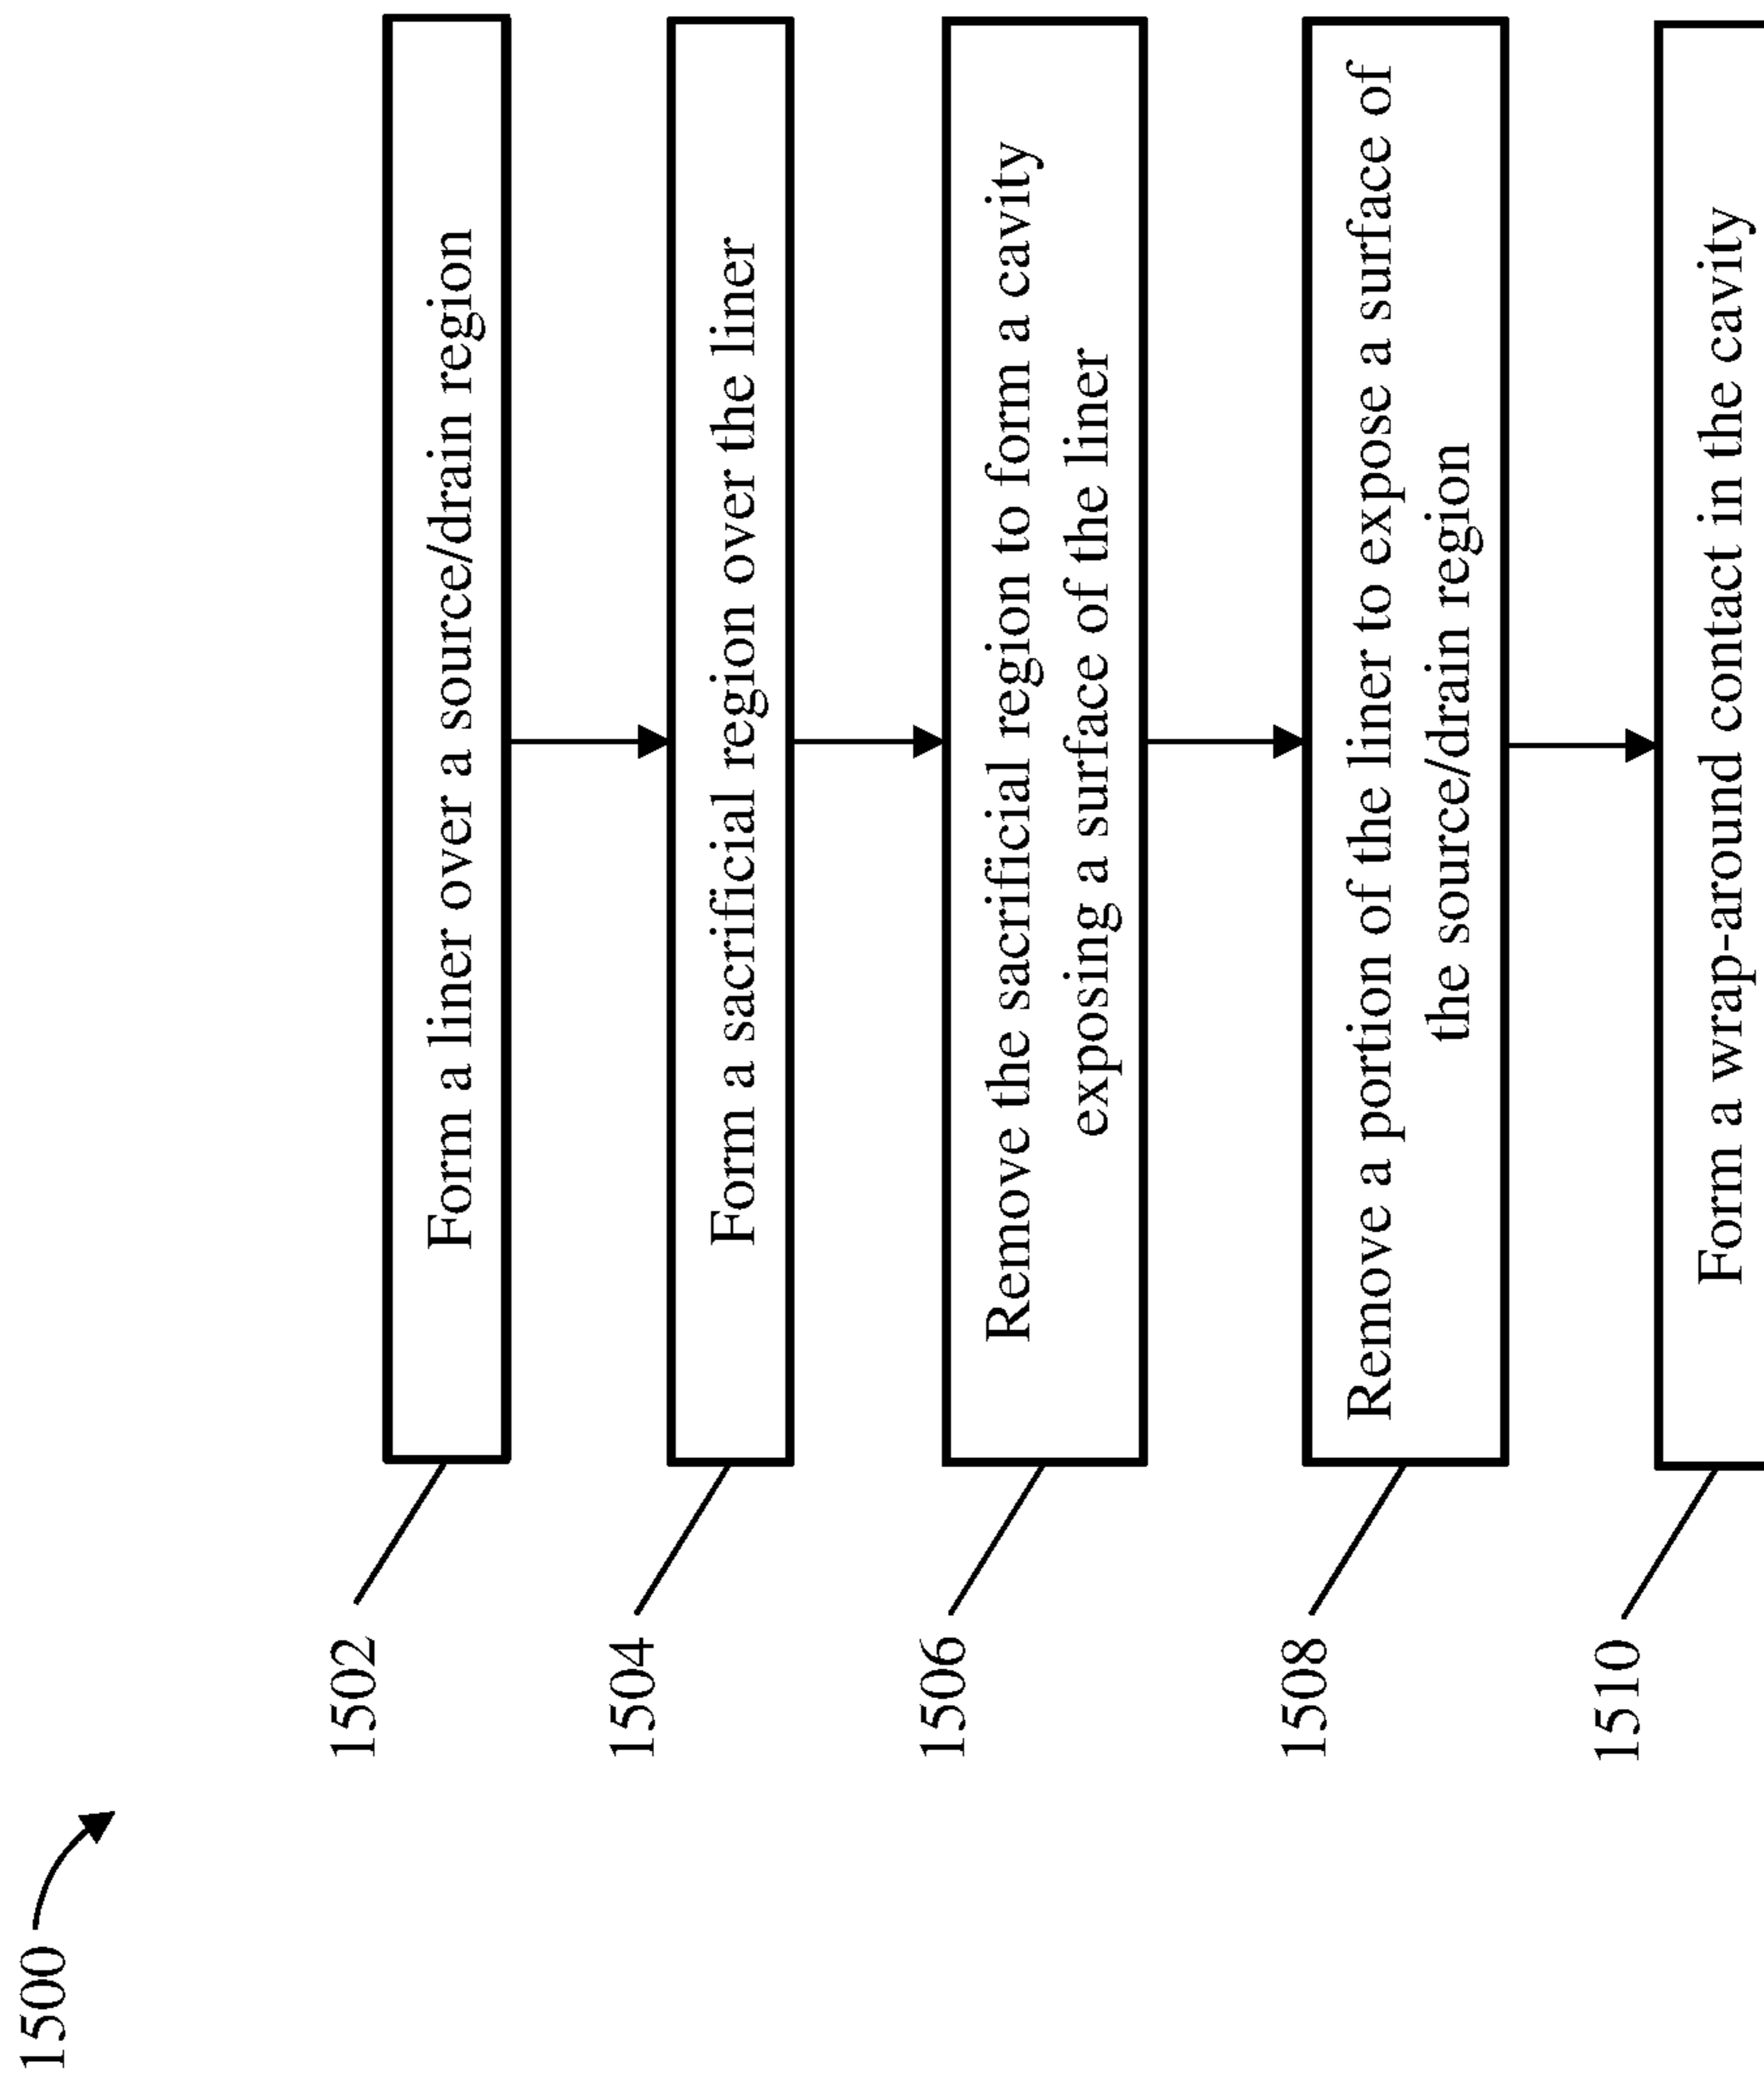 1500
1502
Form a liner over a source/drain region
1504
Form a sacrificial region over the liner
1506
Remove the sacrificial region to form a cavity
exposing a surface of the liner
1508
Remove a portion of the liner to expose a surface of
the source/drain region
1510
Form a wrap-around contact in the cavity